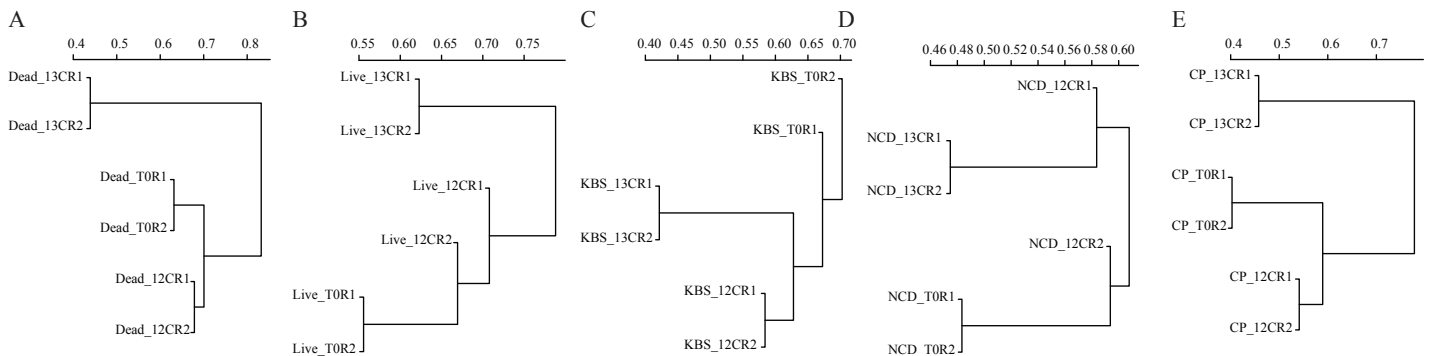 A
0.4 0.5 0.6 0.7 0.8
Dead_13CR1
Dead_13CR2
Dead_T0R1
Dead_T0R2
Dead_12CR1
Dead_12CR2
B
0.55 0.60 0.65 0.70 0.75
Live_13CR1
Live_13CR2
Live_12CR1
Live_12CR2
Live_T0R1
Live_T0R2
C
0.40 0.45 0.50 0.55 0.60 0.65 0.70
KBS_T0R2
KBS_T0R1
KBS_13CR1
KBS_13CR2
KBS_12CR1
KBS_12CR2
D
0.46 0.48 0.50 0.52 0.54 0.56 0.58 0.60
NCD_12CR1
NCD_13CR1
NCD_13CR2
NCD_12CR2
NCD_T0R1
NCD_T0R2
E
0.4 0.5 0.6 0.7
CP_13CR1
CP_13CR2
CP_T0R1
CP_T0R2
CP_12CR1
CP_12CR2